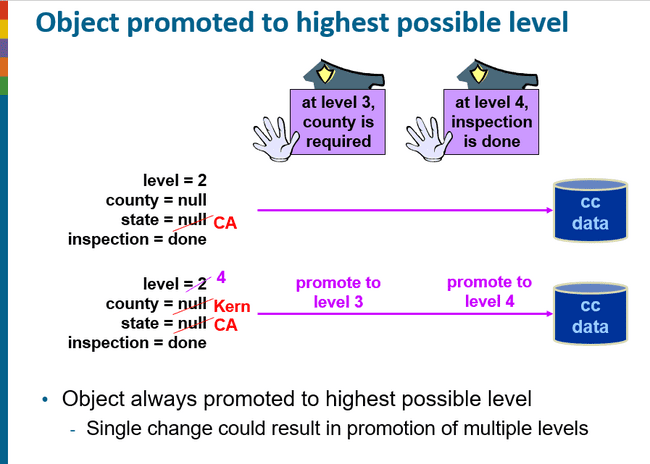 Object promoted to highest possible level
at level 3,
county is
required
at level 4,
inspection
is done
level = 2
county = null
state = null CA
inspection = done
cc
data
level = 2 4
county = null Kern
state = null CA
inspection = done
promote to
level 3
promote to
level 4
cc
data
• Object always promoted to highest possible level
- Single change could result in promotion of multiple levels